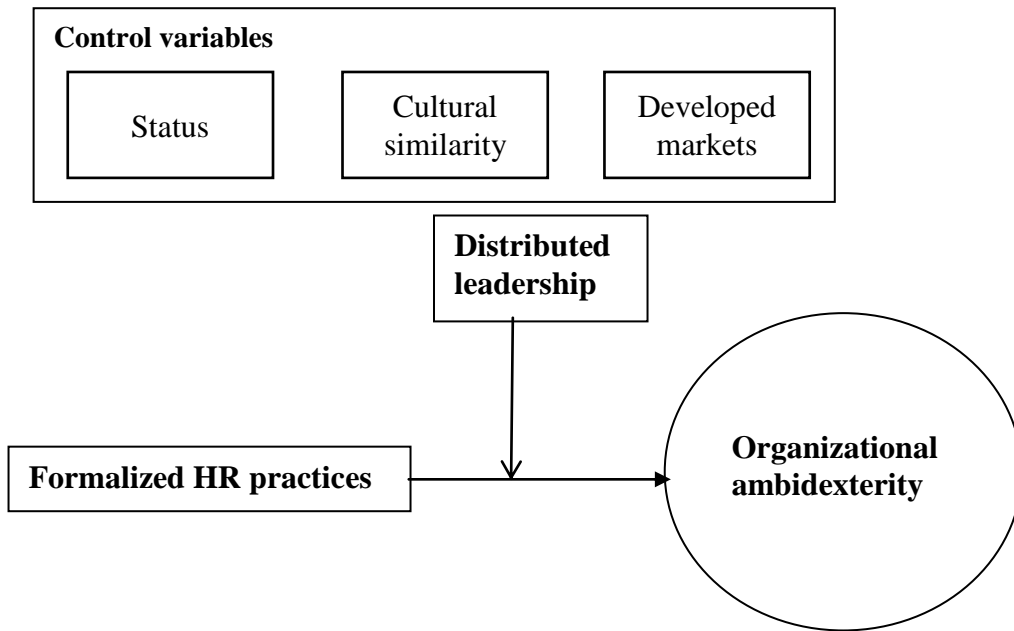 Control variables
Status
Cultural
similarity
Developed
markets
Distributed
leadership
Formalized HR practices
Organizational
ambidexterity